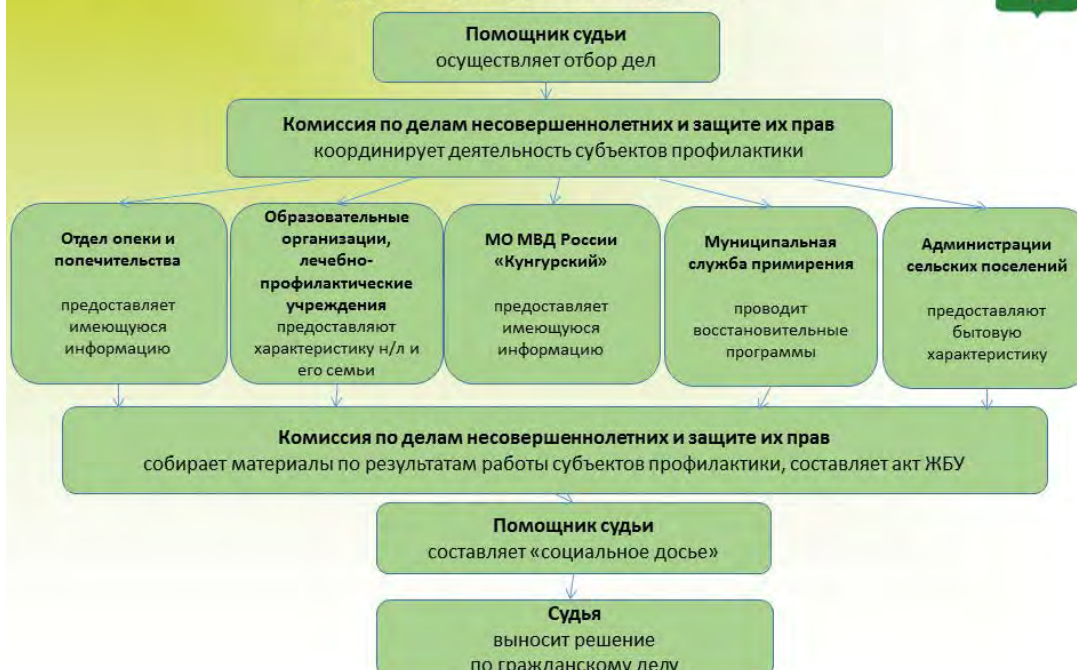 Помощник судьи
осуществляет отбор дел
Комиссия по делам несовершеннолетних и защите их прав
координирует деятельность субъектов профилактики
Отдел опеки и
попечительства
предоставляет
имеющуюся
информацию
Образовательные
организации,
лечебно-
профилактические
учреждения
предоставляют
характеристику н/л и
его семьи
МО МВД России
«Кунгурский»
предоставляет
имеющуюся
информацию
Муниципальная
служба примирения
проводит
восстановительные
программы
Администрации
сельских поселений
предоставляют
бытовую
характеристику
Комиссия по делам несовершеннолетних и защите их прав
собирает материалы по результатам работы субъектов профилактики, составляет акт ЖБУ
Помощник судьи
составляет «социальное досье»
Судья
выносит решение
по гражданскому делу